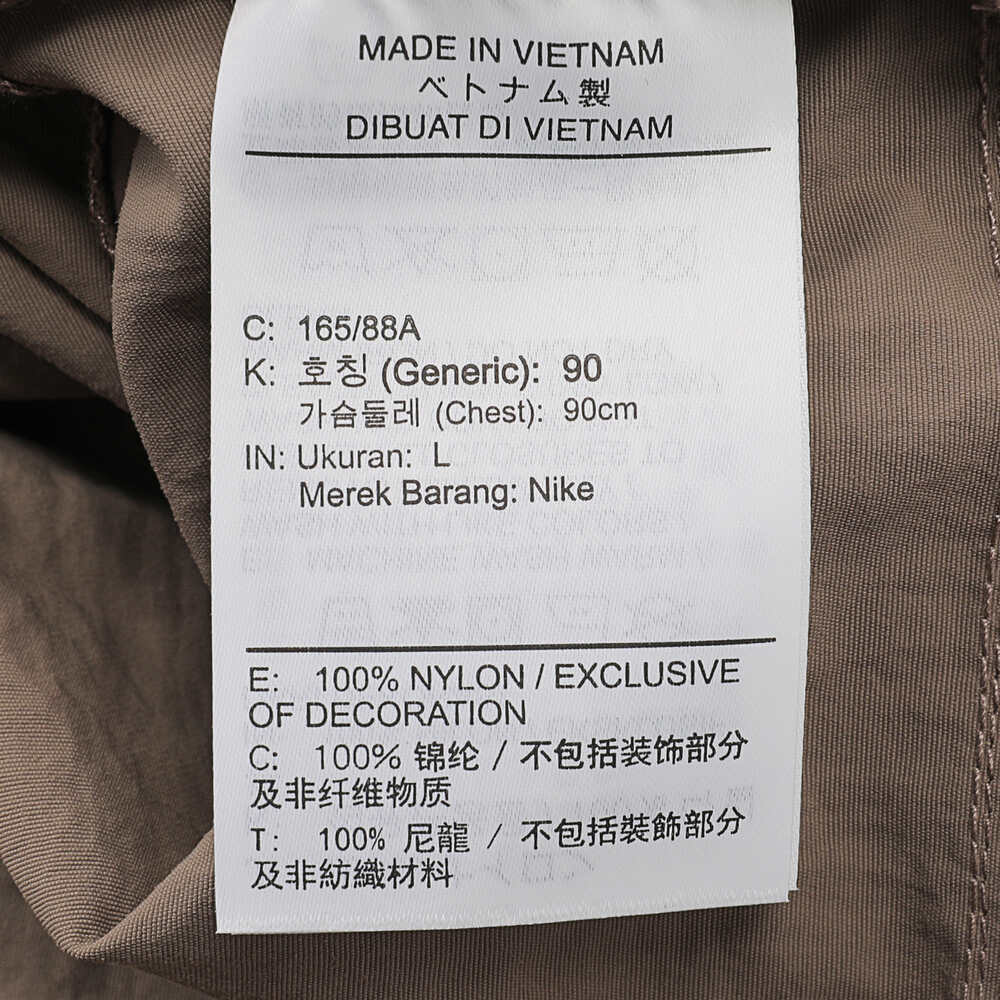 MADE IN VIETNAM
ベトナム製
DIBUAT DI VIETNAM
C: 165/88A
K: 호칭 (Generic): 90
가슴둘레 (Chest): 90cm
IN: Ukuran: L
Merek Barang: Nike
E: 100% NYLON / EXCLUSIVE
OF DECORATION
C: 100% 锦纶 / 不包括装饰部分
及非纤维物质
T: 100% 尼龍 / 不包括裝飾部分
及非紡織材料